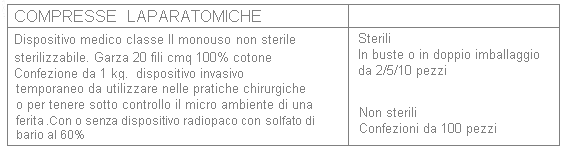 COMPRESSE LAPARATOMICHE
Dispositivo medico classe II monouso non sterile
sterilizzabile. Garza 20 fili cmq 100% cotone
Confezione da 1 kq. dispositivo invasivo
temporaneo da utilizzare nelle pratiche chirurgiche
o per tenere sotto controllo il micro ambiente di una
ferita .Con o senza dispositivo radiopaco con solfato di
bario al 60%
Sterili
In buste o in doppio imballaggio
da 2/5/10 pezzi
Non sterili
Confezioni da 100 pezzi